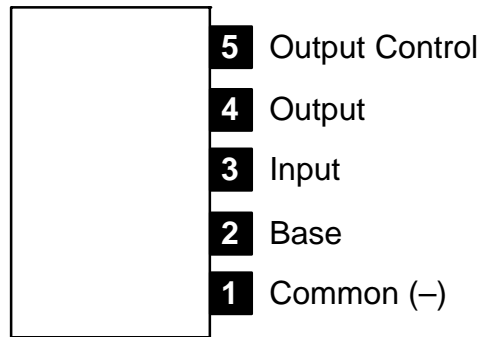 5 Output Control
4 Output
3 Input
2 Base
1 Common (–)